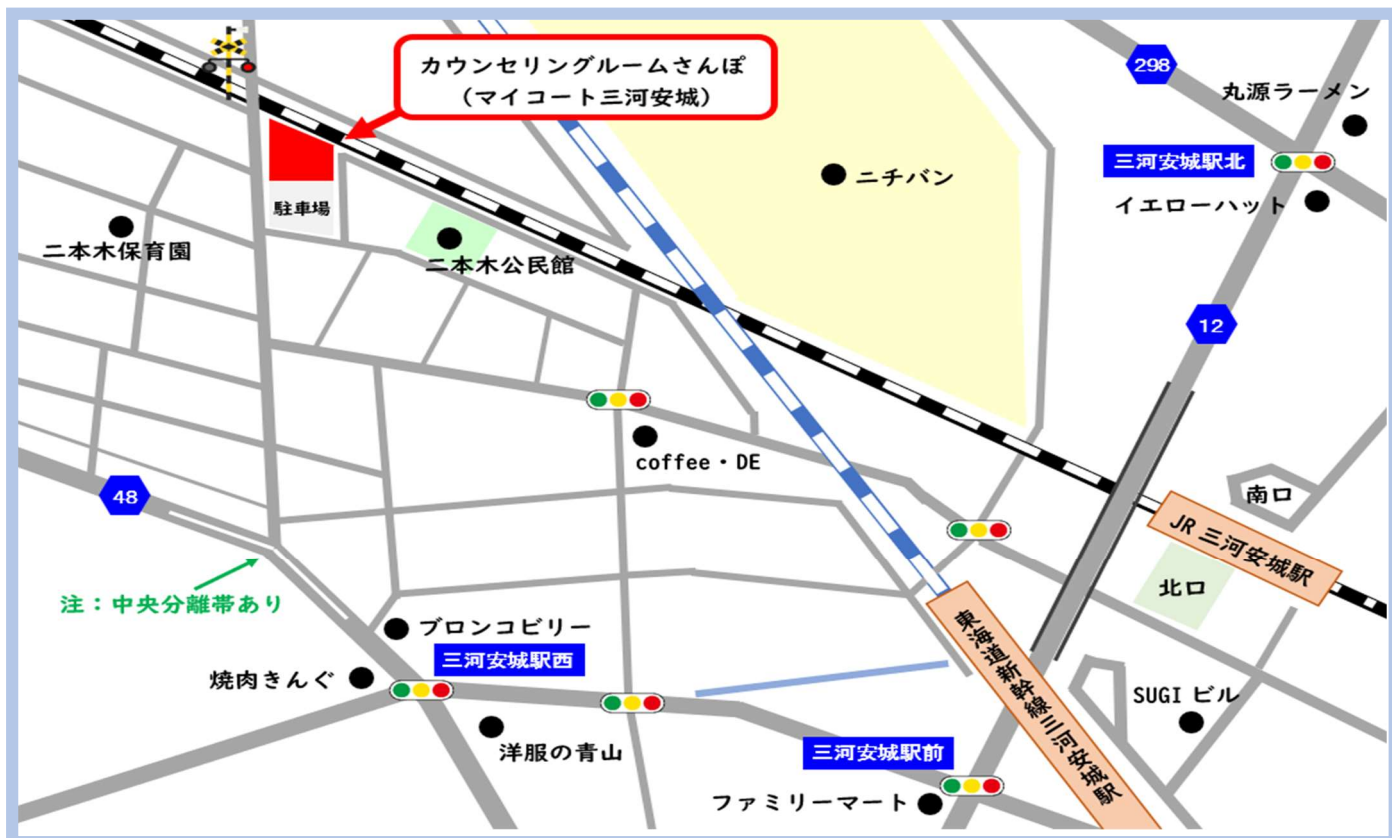 カウンセリングルームさんぽ
（マイコート三河安城）
298
丸源ラーメン
三河安城駅北
ニチバン
イエローハット
駐車場
二本木保育園
二本木公民館
12
coffee・DE
48
南口
JR 三河安城駅
北口
注：中央分離帯あり
ブロンコビリー
三河安城駅西
焼肉きんぐ
東海道新幹線三河安城駅
SUGI ビル
洋服の青山
三河安城駅前
ファミリーマート